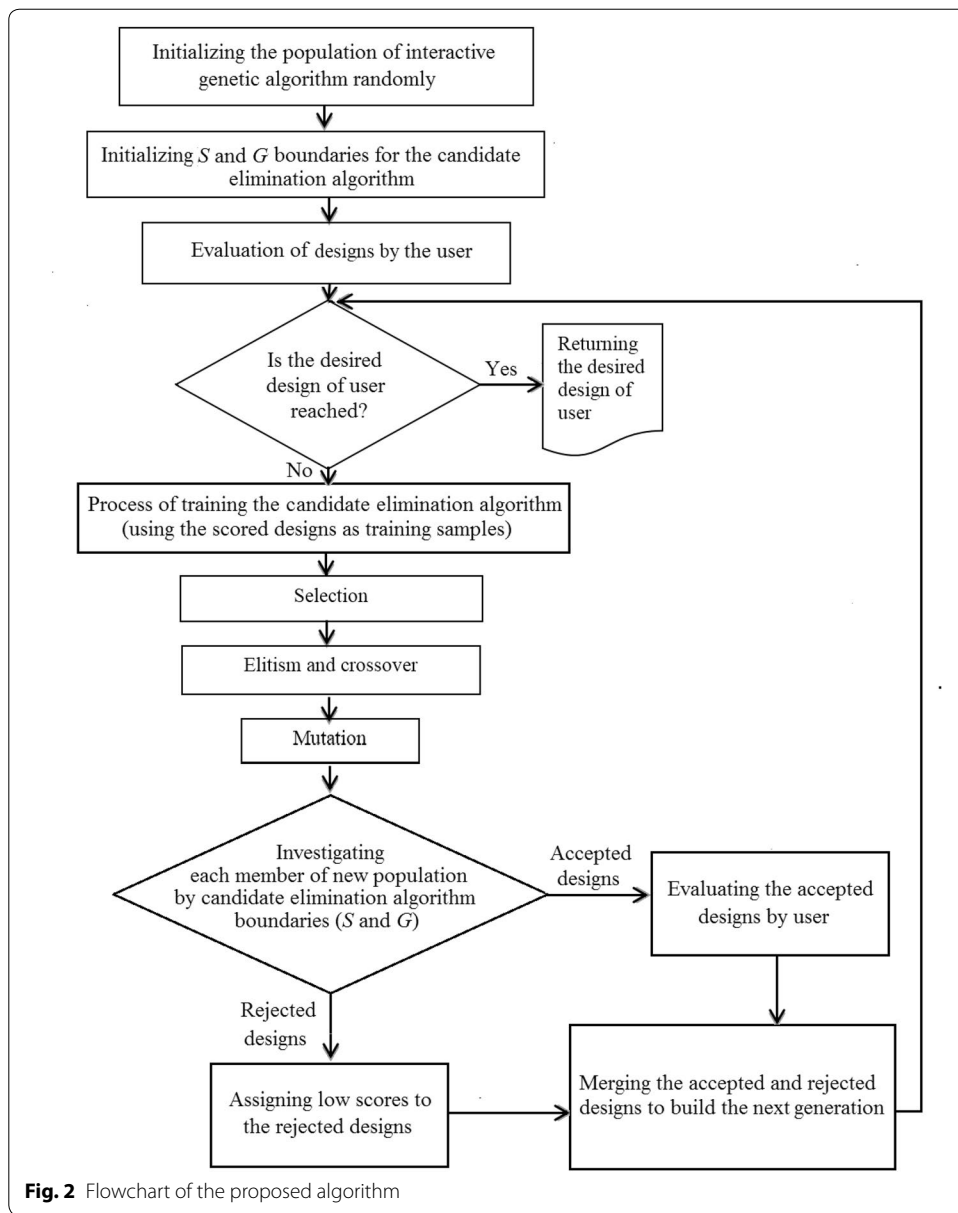 Initializing the population of interactive
genetic algorithm randomly
Initializing S and G boundaries for the candidate
elimination algorithm
Evaluation of designs by the user
Is the desired
design of user
reached?
Yes
Returning
the desired
design of
user
No
Process of training the candidate elimination algorithm
(using the scored designs as training samples)
Selection
Elitism and crossover
Mutation
Investigating
each member of new population
by candidate elimination algorithm
boundaries (S and G)
Accepted
designs
Evaluating the accepted
designs by user
Rejected
designs
Assigning low scores to
the rejected designs
Merging the accepted and rejected
designs to build the next generation
Fig. 2 Flowchart of the proposed algorithm